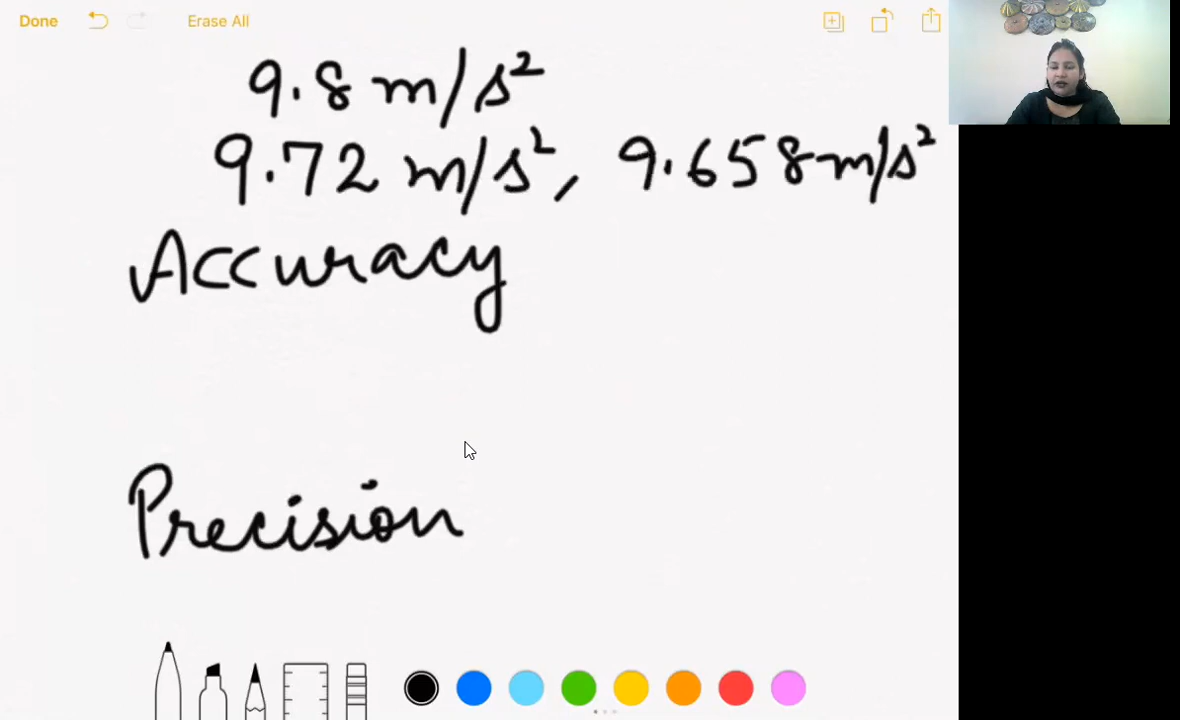 Done Erase All
9.8 m/s²
9.72 m/s², 9.658 m/s²
Accuracy
Precision